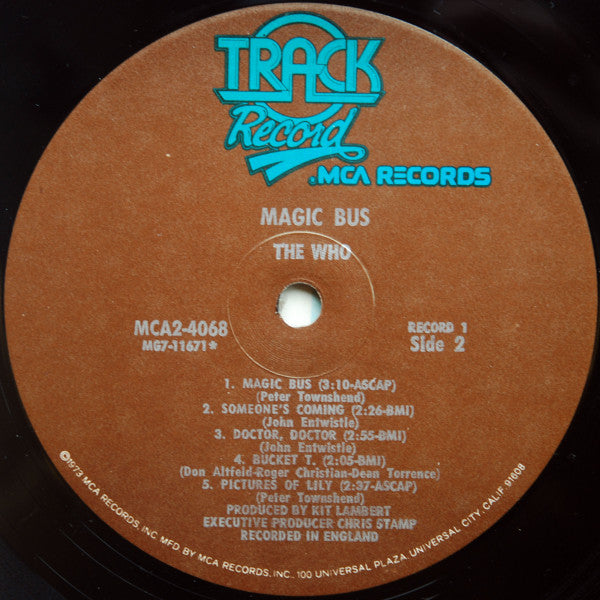 TRACK
Record
.MCA RECORDS
MAGIC BUS
THE WHO
MCA2-4068
MG7-11671*
RECORD 1
Side 2
1. MAGIC BUS (3:10-ASCAP)
(Peter Townshend)
2. SOMEONE'S COMING (2:26-BMI)
(John Entwistle)
3. DOCTOR, DOCTOR (2:55-BMI)
(John Entwistle)
4. BUCKET T. (2:05-BMI)
(Don Altfeld-Roger Christian-Dean Torrence)
5. PICTURES OF LILY (2:37-ASCAP)
(Peter Townshend)
PRODUCED BY KIT LAMBERT
EXECUTIVE PRODUCER CHRIS STAMP
RECORDED IN ENGLAND
©1973 MCA RECORDS, INC. MFD. BY MCA RECORDS, INC., 100 UNIVERSAL PLAZA, UNIVERSAL CITY, CALIF. 91608